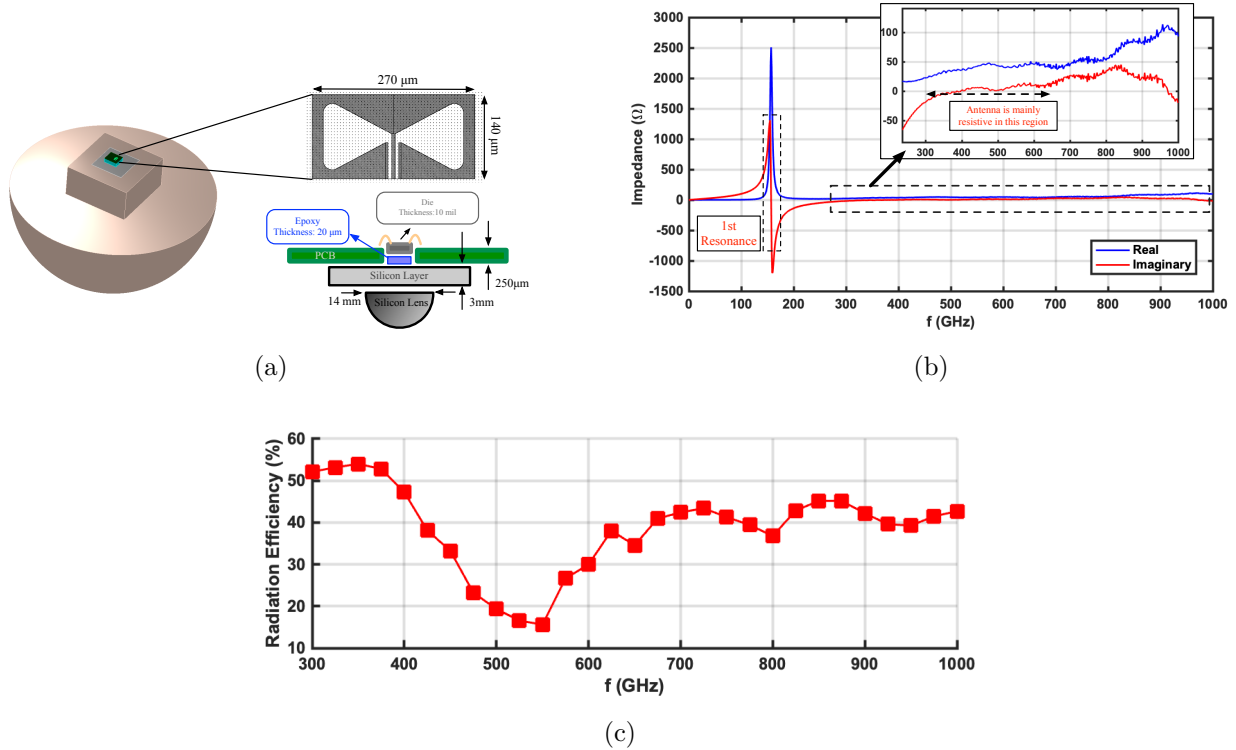 270 μm
140 μm
Die
Thickness:10 mil
Epoxy
Thickness: 20 μm
PCB
Silicon Layer
250μm
14 mm
Silicon Lens
3mm
(a)
3000
2500
2000
1500
1000
500
0
-500
-1000
-1500
Impedance (Ω)
0 100 200 300 400 500 600 700 800 900 1000
f (GHz)
1st
Resonance
100
50
0
-50
300 400 500 600 700 800 900 1000
Antenna is mainly
resistive in this region
Real
Imaginary
(b)
60
50
40
30
20
10
Radiation Efficiency (%)
300 400 500 600 700 800 900 1000
f (GHz)
(c)